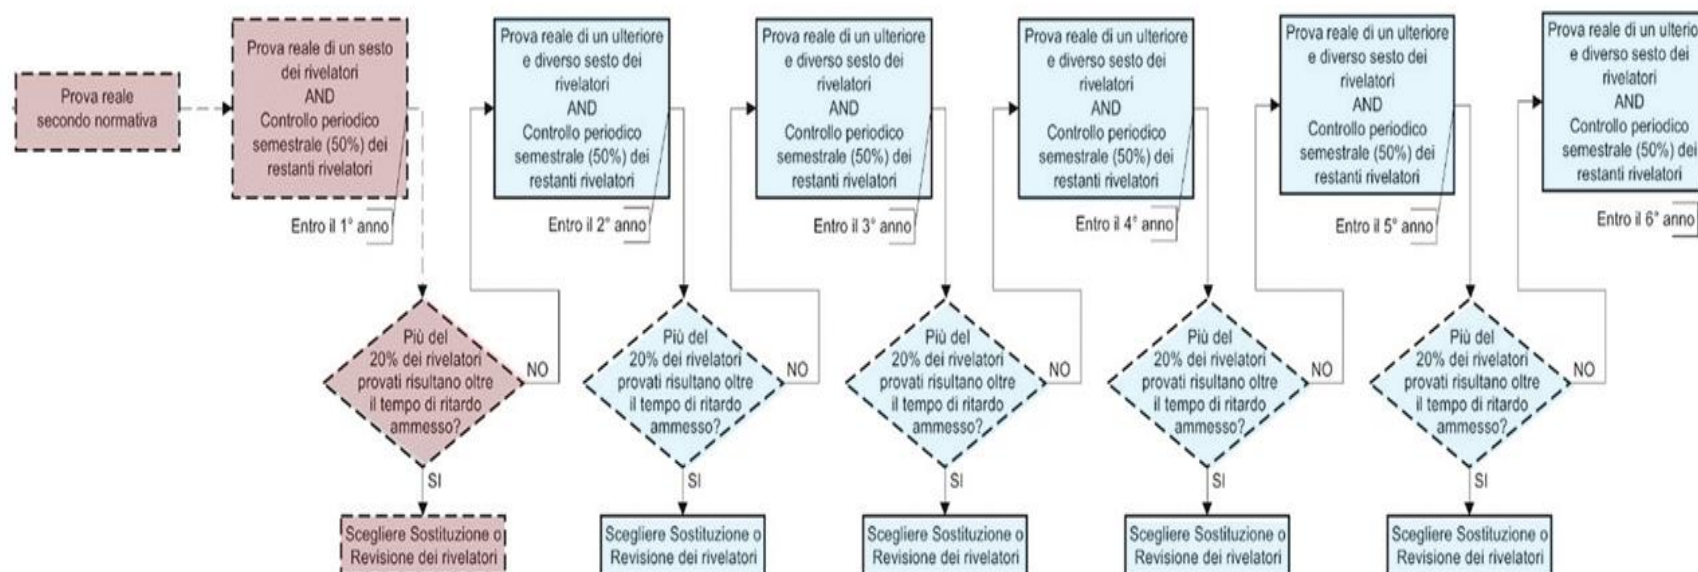 Prova reale
secondo normativa
Prova reale di un sesto
dei rivelatori
AND
Controllo periodico
semestrale (50%) dei
restanti rivelatori
Entro il 1° anno
Più del
20% dei rivelatori
provati risultano oltre
il tempo di ritardo
ammesso?
NO
SI
Scegliere Sostituzione o
Revisione dei rivelatori
Prova reale di un ulteriore
e diverso sesto dei
rivelatori
AND
Controllo periodico
semestrale (50%) dei
restanti rivelatori
Entro il 2° anno
Più del
20% dei rivelatori
provati risultano oltre
il tempo di ritardo
ammesso?
NO
SI
Scegliere Sostituzione o
Revisione dei rivelatori
Prova reale di un ulteriore
e diverso sesto dei
rivelatori
AND
Controllo periodico
semestrale (50%) dei
restanti rivelatori
Entro il 3° anno
Più del
20% dei rivelatori
provati risultano oltre
il tempo di ritardo
ammesso?
NO
SI
Scegliere Sostituzione o
Revisione dei rivelatori
Prova reale di un ulteriore
e diverso sesto dei
rivelatori
AND
Controllo periodico
semestrale (50%) dei
restanti rivelatori
Entro il 4° anno
Più del
20% dei rivelatori
provati risultano oltre
il tempo di ritardo
ammesso?
NO
SI
Scegliere Sostituzione o
Revisione dei rivelatori
Prova reale di un ulteriore
e diverso sesto dei
rivelatori
AND
Controllo periodico
semestrale (50%) dei
restanti rivelatori
Entro il 5° anno
Più del
20% dei rivelatori
provati risultano oltre
il tempo di ritardo
ammesso?
NO
SI
Scegliere Sostituzione o
Revisione dei rivelatori
Prova reale di un ulterio
e diverso sesto dei
rivelatori
AND
Controllo periodico
semestrale (50%) dei
restanti rivelatori
Entro il 6° anno